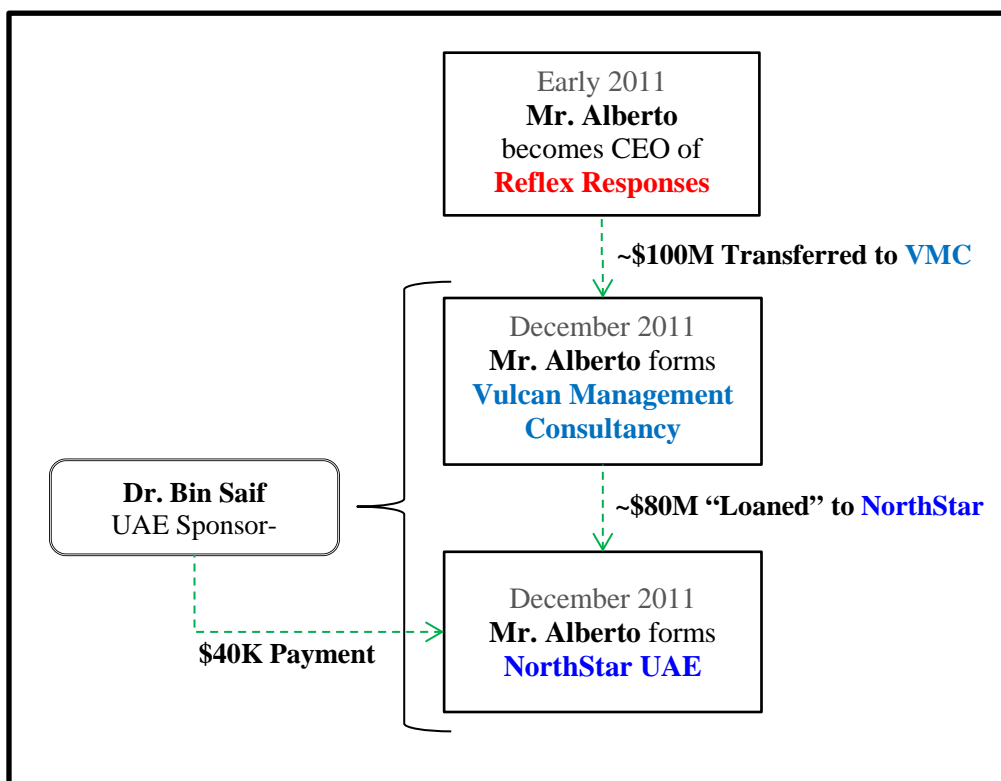 Early 2011
Mr. Alberto
becomes CEO of
Reflex Responses
~$100M Transferred to VMC
December 2011
Mr. Alberto forms
Vulcan Management
Consultancy
Dr. Bin Saif
UAE Sponsor-
~$80M “Loaned” to NorthStar
December 2011
Mr. Alberto forms
NorthStar UAE
$40K Payment